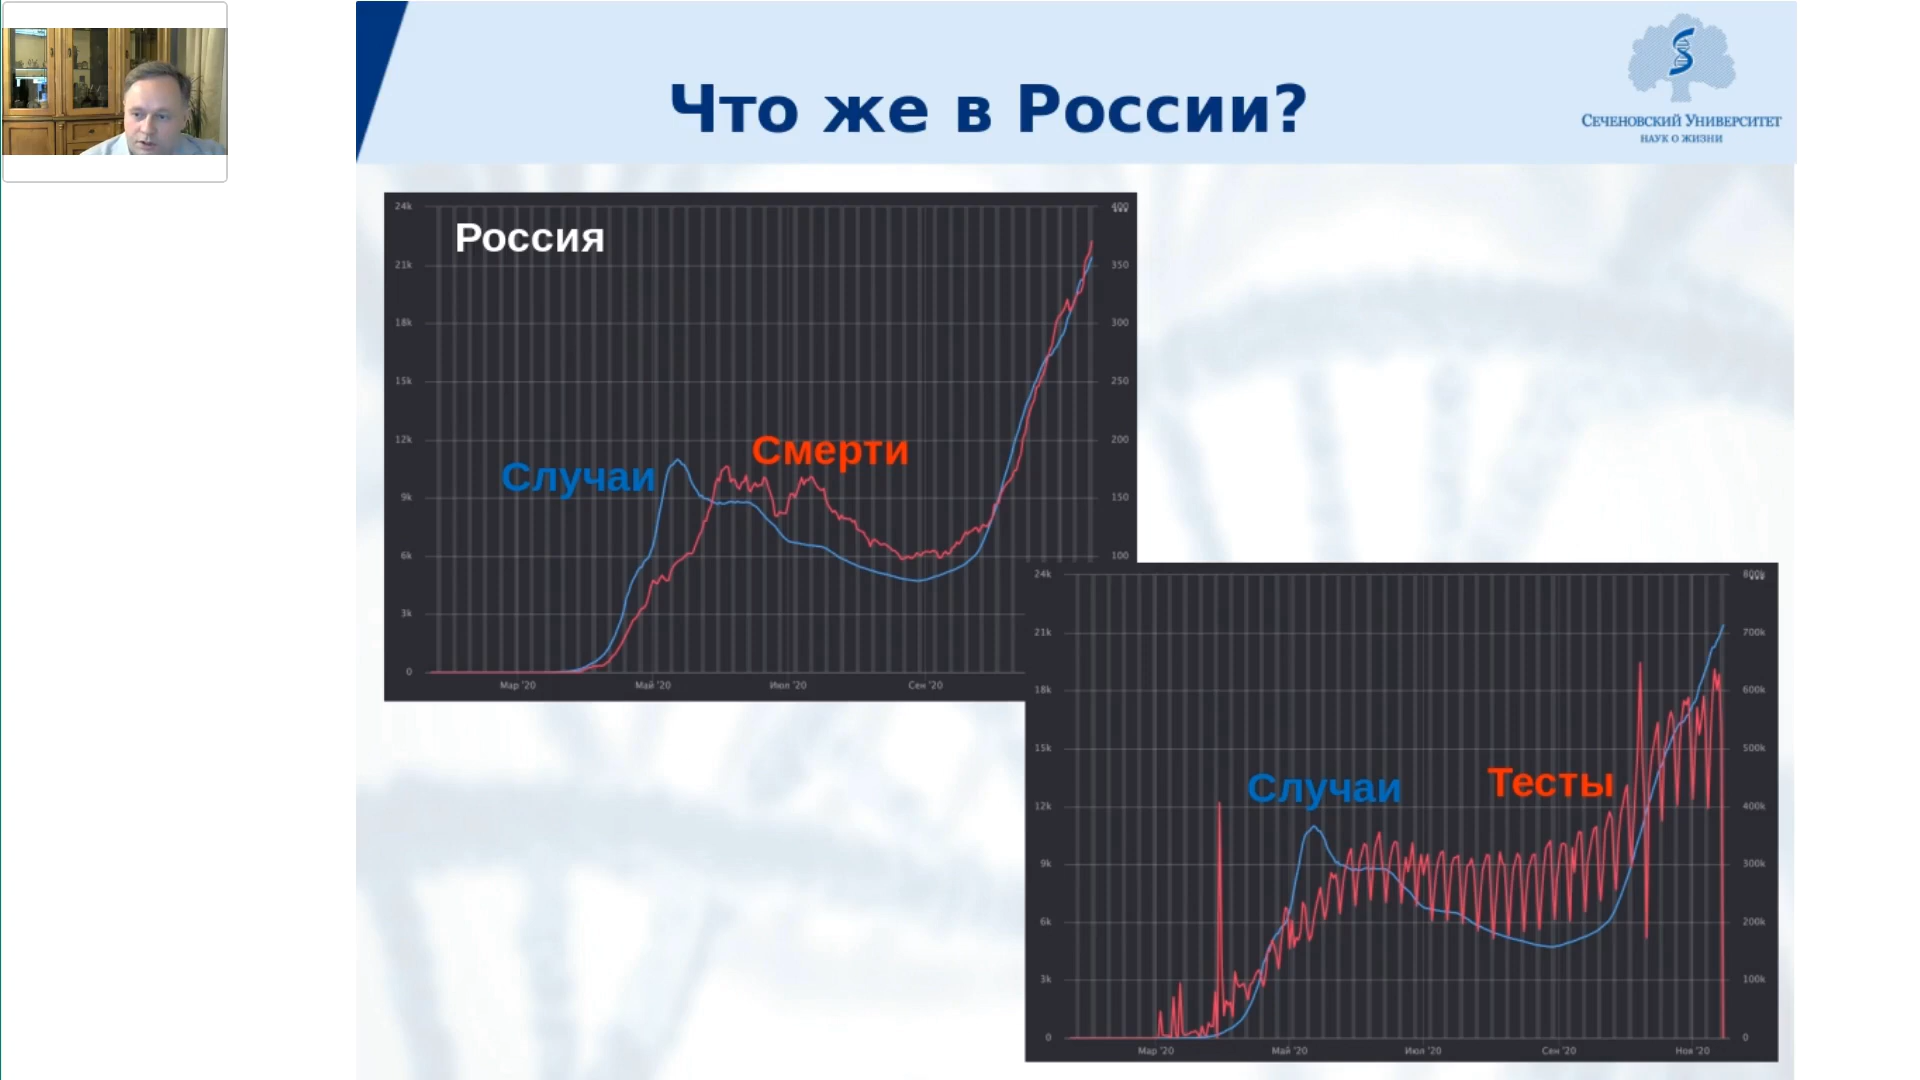 Что же в России?
Сеченовский Университет
наук о жизни
Россия
Случаи
Смерти
24k
21k
18k
15k
12k
9k
6k
3k
0
400
350
300
250
200
150
100
Мар '20
Май '20
Июл '20
Сен '20
Случаи
Тесты
24k
21k
18k
15k
12k
9k
6k
3k
0
800k
700k
600k
500k
400k
300k
200k
100k
0
Мар '20
Май '20
Июл '20
Сен '20
Ноя '20